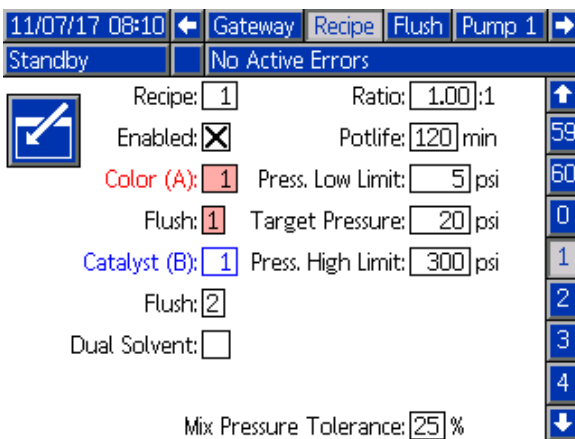 11/07/17 08:10 Gateway Recipe Flush Pump 1
Standby No Active Errors
Recipe: 1 Ratio: 1.00:1
Enabled: Potlife: 120 min 59
Color (A): 1 Press. Low Limit: 5 psi 60
Flush: 1 Target Pressure: 20 psi 0
Catalyst (B): 1 Press. High Limit: 300 psi 1
Flush: 2 2
Dual Solvent: 3
4
Mix Pressure Tolerance: 25 %